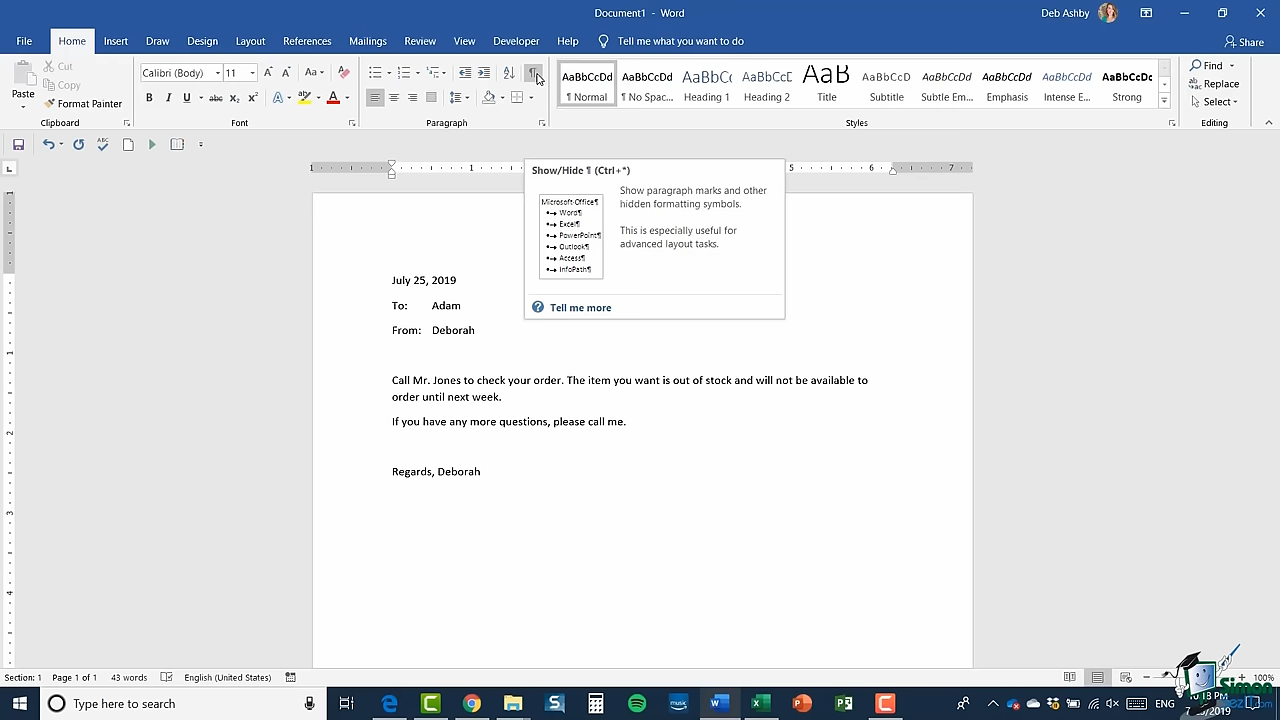 Document1 - Word
Deb Ashby
File Home Insert Draw Design Layout References Mailings Review View Developer Help Tell me what you want to do
Share
Paste
Cut
Copy
Format Painter
Clipboard
Calibri (Body) 11
Aa
B I U abc x₂ x²
Font
Paragraph
AaBbCcDd AaBbCcDd AaBbCc AaBbCcD AaB AaBbCcD AaBbCcDd AaBbCcDd AaBbCcDd AaBbCcDc
¶ Normal ¶ No Spac... Heading 1 Heading 2 Title Subtitle Subtle Em... Emphasis Intense E... Strong
Styles
Find
Replace
Select
Editing
Show/Hide ¶ (Ctrl+*)
Microsoft·Office¶
Word¶
Excel¶
PowerPoint¶
Outlook¶
Access¶
InfoPath¶
Show paragraph marks and other
hidden formatting symbols.
This is especially useful for
advanced layout tasks.
Tell me more
July 25, 2019
To: Adam
From: Deborah
Call Mr. Jones to check your order. The item you want is out of stock and will not be available to
order until next week.
If you have any more questions, please call me.
Regards, Deborah
Section: 1 Page 1 of 1 43 words English (United States)
100%
Type here to search
music
ENG
Simon